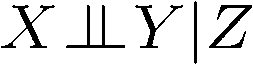 X ⫫ Y | Z